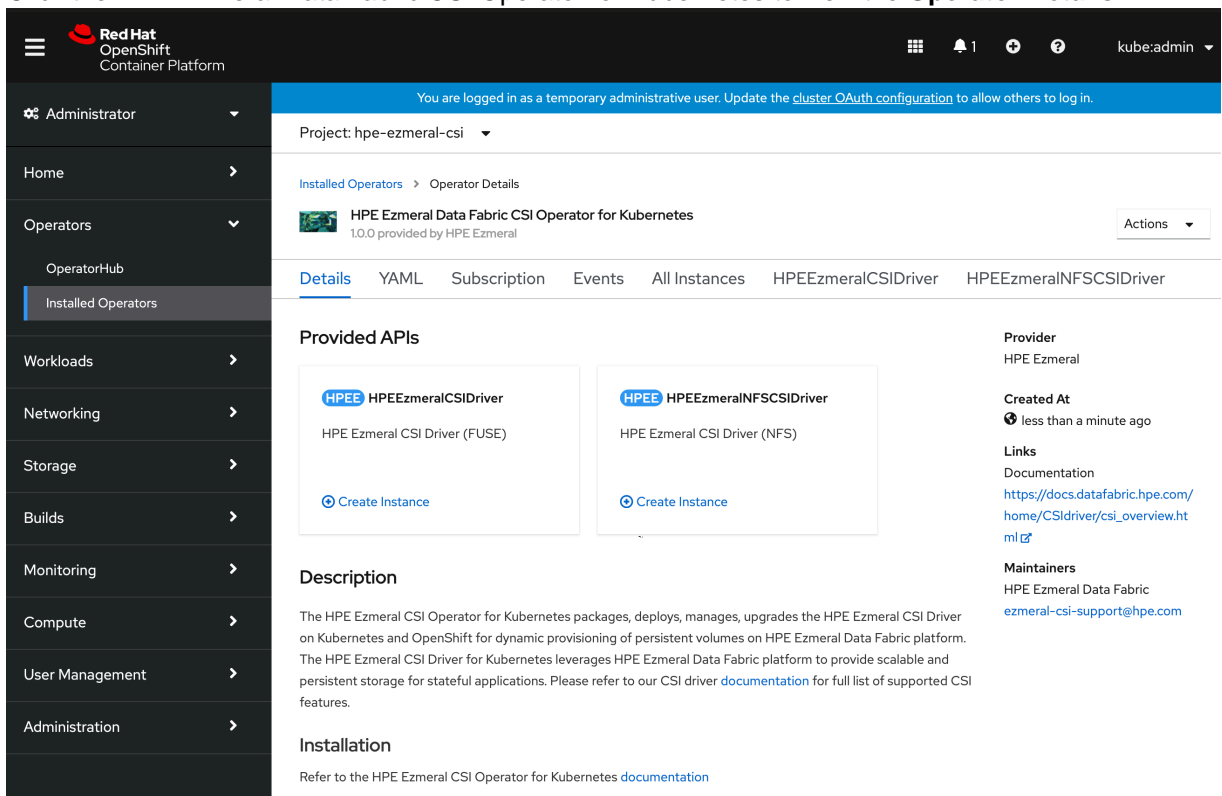 Red Hat
OpenShift
Container Platform
1
kube:admin
You are logged in as a temporary administrative user. Update the cluster OAuth configuration to allow others to log in.
Administrator
Project: hpe-ezmeral-csi
Home
Operators
OperatorHub
Installed Operators
Workloads
Networking
Storage
Builds
Monitoring
Compute
User Management
Administration
Installed Operators > Operator Details
HPE Ezmeral Data Fabric CSI Operator for Kubernetes
1.0.0 provided by HPE Ezmeral
Actions
Details YAML Subscription Events All Instances HPEEzmeralCSIDriver HPEEzmeralNFSCSIDriver
Provided APIs
HPEE HPEEzmeralCSIDriver
HPE Ezmeral CSI Driver (FUSE)
Create Instance
HPEE HPEEzmeralNFSCSIDriver
HPE Ezmeral CSI Driver (NFS)
Create Instance
Description
The HPE Ezmeral CSI Operator for Kubernetes packages, deploys, manages, upgrades the HPE Ezmeral CSI Driver
on Kubernetes and OpenShift for dynamic provisioning of persistent volumes on HPE Ezmeral Data Fabric platform.
The HPE Ezmeral CSI Driver for Kubernetes leverages HPE Ezmeral Data Fabric platform to provide scalable and
persistent storage for stateful applications. Please refer to our CSI driver documentation for full list of supported CSI
features.
Installation
Refer to the HPE Ezmeral CSI Operator for Kubernetes documentation
Provider
HPE Ezmeral
Created At
less than a minute ago
Links
Documentation
https://docs.datafabric.hpe.com/
home/CSIdriver/csi_overview.ht
ml
Maintainers
HPE Ezmeral Data Fabric
ezmeral-csi-support@hpe.com